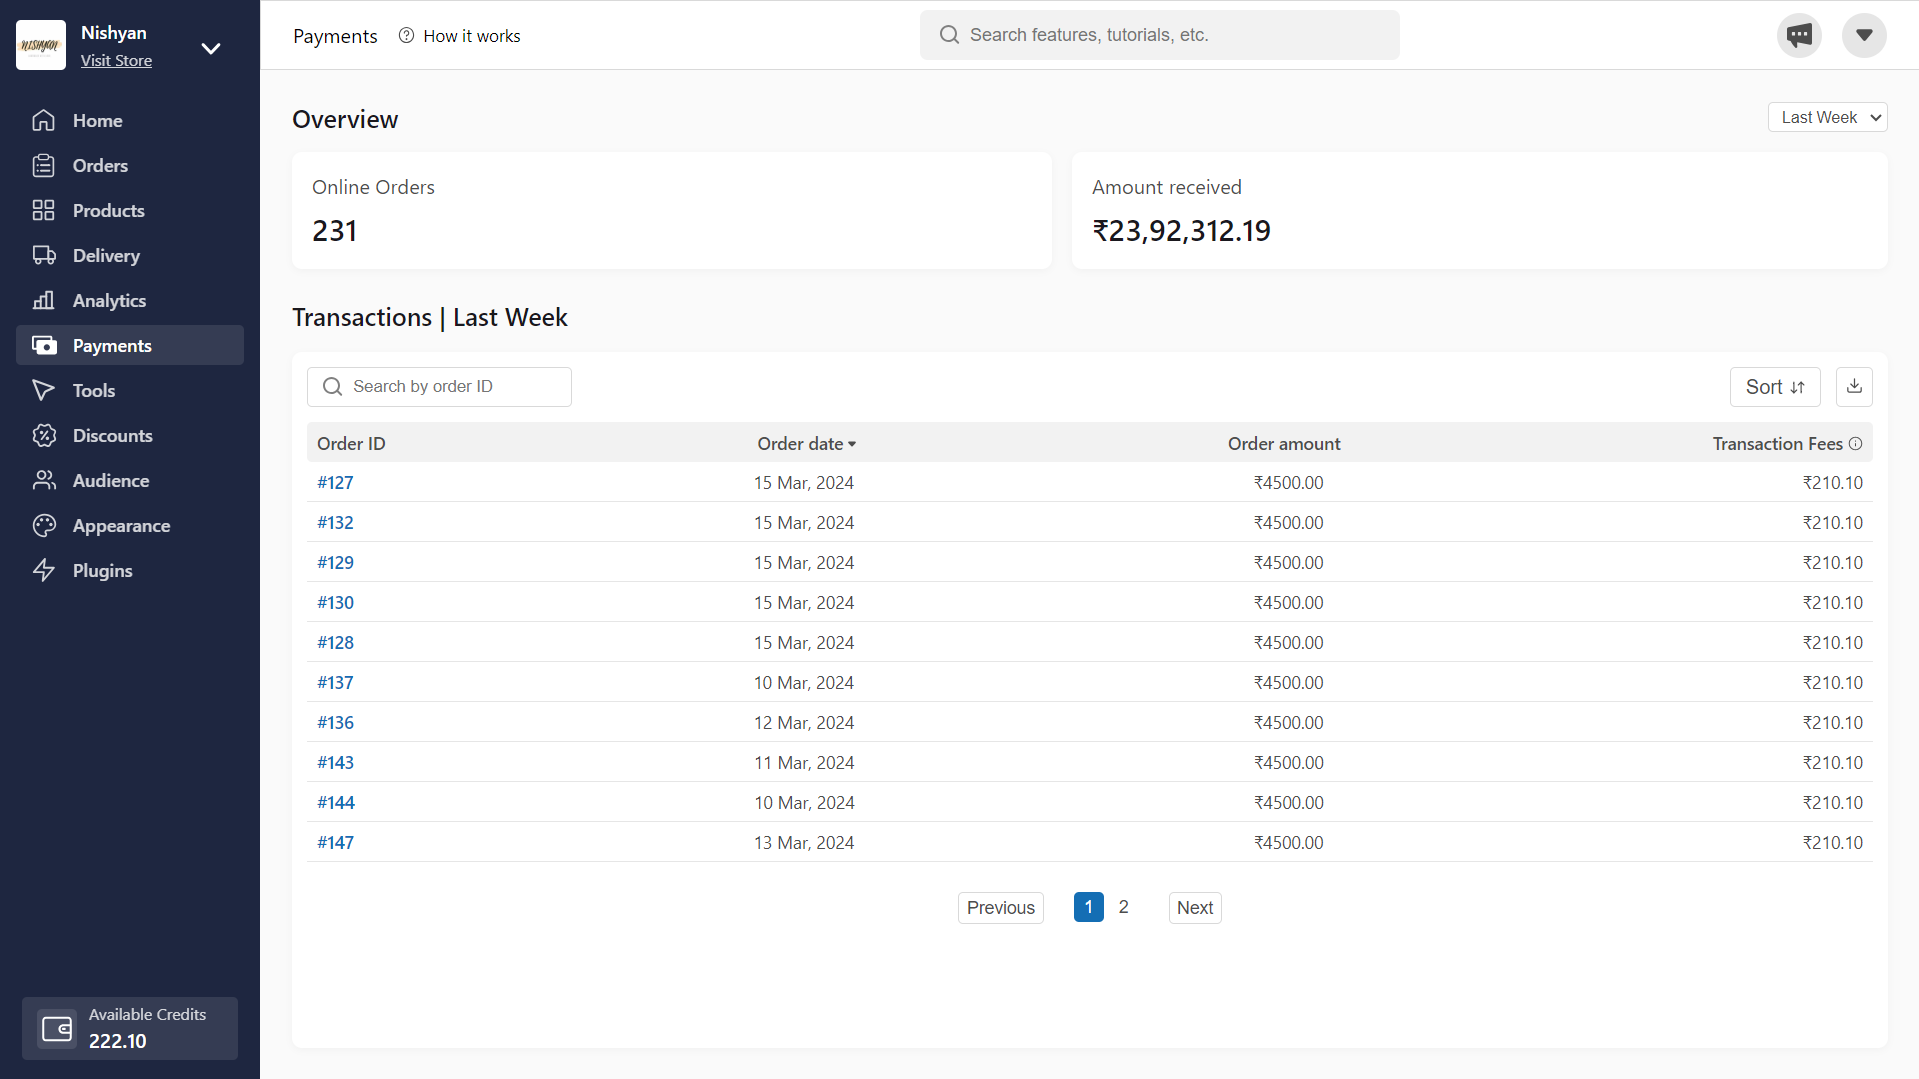 NISHYAN
Nishyan
Visit Store
Home
Orders
Products
Delivery
Analytics
Payments
Tools
Discounts
Audience
Appearance
Plugins
Available Credits
222.10
Payments
How it works
Search features, tutorials, etc.
Overview
Last Week
Online Orders
231
Amount received
₹23,92,312.19
Transactions | Last Week
Search by order ID
Sort
Order ID Order date Order amount Transaction Fees
#127 15 Mar, 2024 ₹4500.00 ₹210.10
#132 15 Mar, 2024 ₹4500.00 ₹210.10
#129 15 Mar, 2024 ₹4500.00 ₹210.10
#130 15 Mar, 2024 ₹4500.00 ₹210.10
#128 15 Mar, 2024 ₹4500.00 ₹210.10
#137 10 Mar, 2024 ₹4500.00 ₹210.10
#136 12 Mar, 2024 ₹4500.00 ₹210.10
#143 11 Mar, 2024 ₹4500.00 ₹210.10
#144 10 Mar, 2024 ₹4500.00 ₹210.10
#147 13 Mar, 2024 ₹4500.00 ₹210.10
Previous 1 2 Next